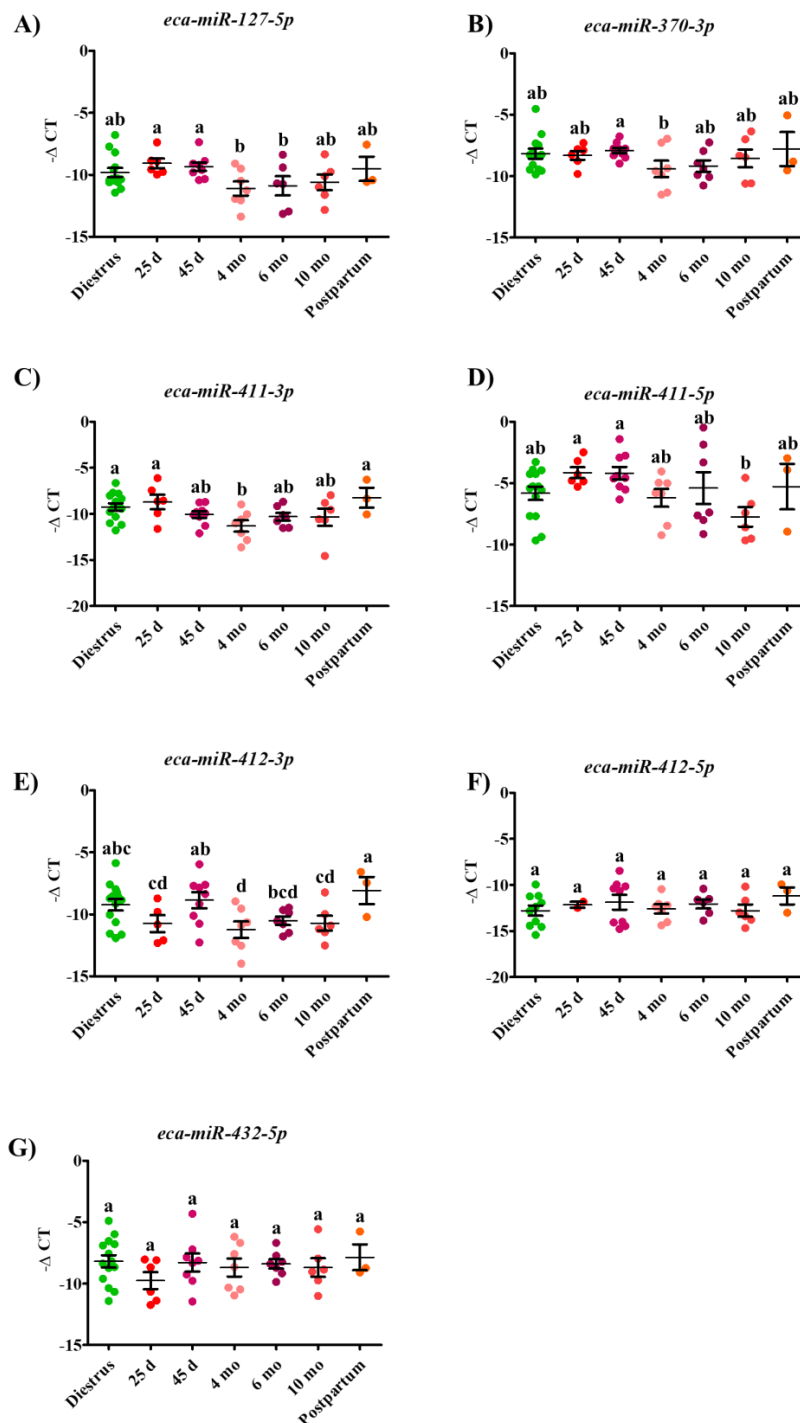 A) eca-miR-127-5p
-Δ CT
0
-5
-10
-15
ab a a b b ab ab
Diestrus 25 d 45 d 4 mo 6 mo 10 mo Postpartum
B) eca-miR-370-3p
-Δ CT
0
-5
-10
-15
ab ab a b ab ab ab
Diestrus 25 d 45 d 4 mo 6 mo 10 mo Postpartum
C) eca-miR-411-3p
-Δ CT
0
-5
-10
-15
-20
a a ab b ab ab a
Diestrus 25 d 45 d 4 mo 6 mo 10 mo Postpartum
D) eca-miR-411-5p
-Δ CT
0
-5
-10
-15
ab a a ab ab b ab
Diestrus 25 d 45 d 4 mo 6 mo 10 mo Postpartum
E) eca-miR-412-3p
-Δ CT
0
-5
-10
-15
abc cd ab d bcd cd a
Diestrus 25 d 45 d 4 mo 6 mo 10 mo Postpartum
F) eca-miR-412-5p
-Δ CT
0
-5
-10
-15
-20
a a a a a a a
Diestrus 25 d 45 d 4 mo 6 mo 10 mo Postpartum
G) eca-miR-432-5p
-Δ CT
0
-5
-10
-15
a a a a a a a
Diestrus 25 d 45 d 4 mo 6 mo 10 mo Postpartum